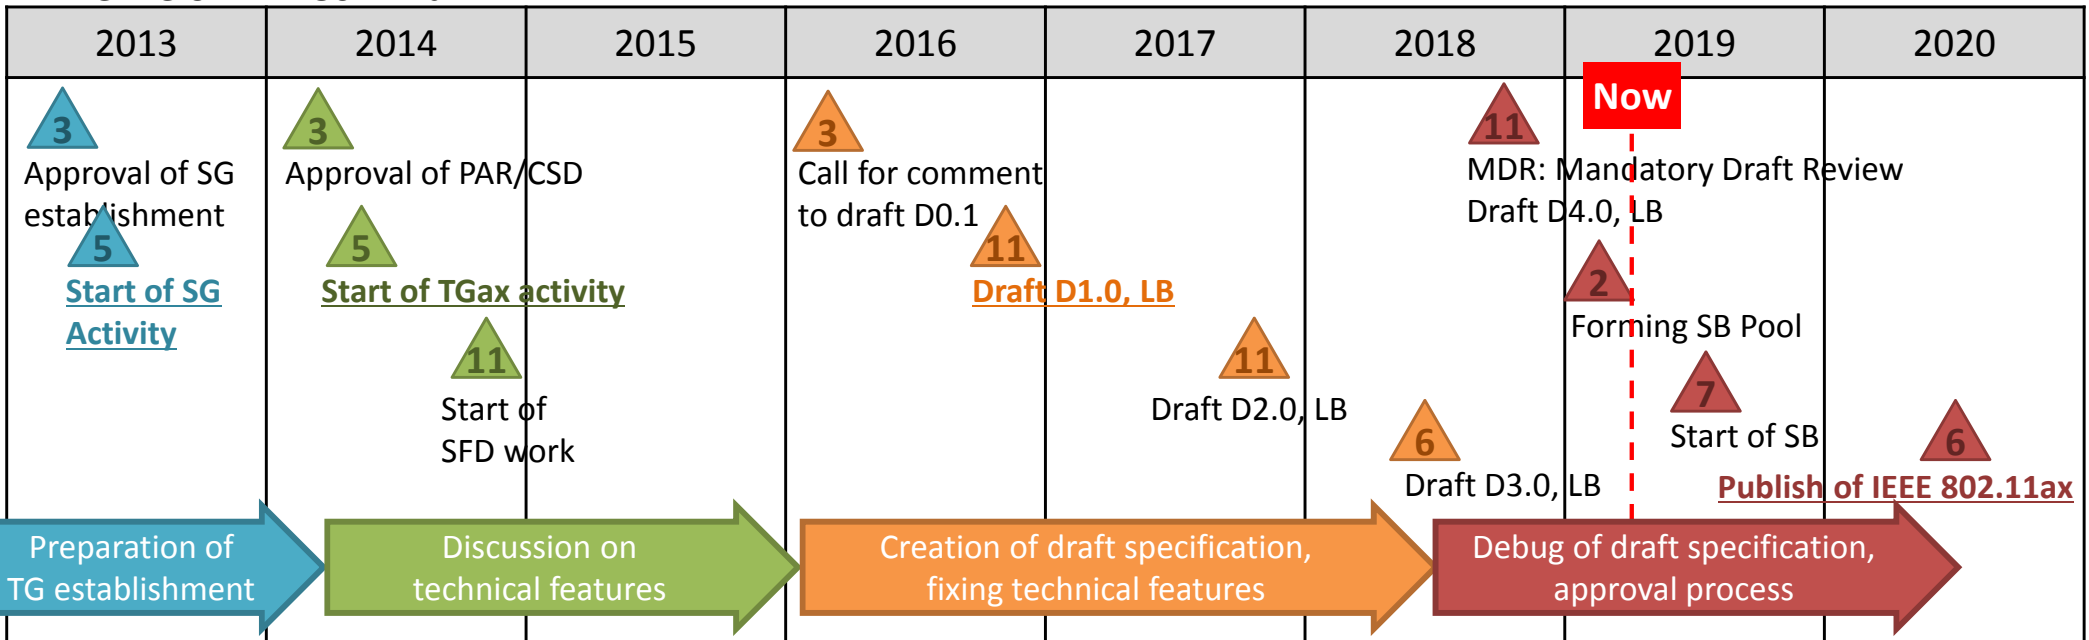 2013 2014 2015 2016 2017 2018 2019 2020
Now
3 3 3 11
Approval of SG
establishment
Approval of PAR/CSD
Call for comment
to draft D0.1
MDR: Mandatory Draft Review
Draft D4.0, LB
5 5 11 2
Start of SG
Activity
Start of TGax activity
Draft D1.0, LB
Forming SB Pool
11 11 7
Start of
SFD work
Draft D2.0, LB
Start of SB
6 6
Draft D3.0, LB
Publish of IEEE 802.11ax
Preparation of
TG establishment
Discussion on
technical features
Creation of draft specification,
fixing technical features
Debug of draft specification,
approval process